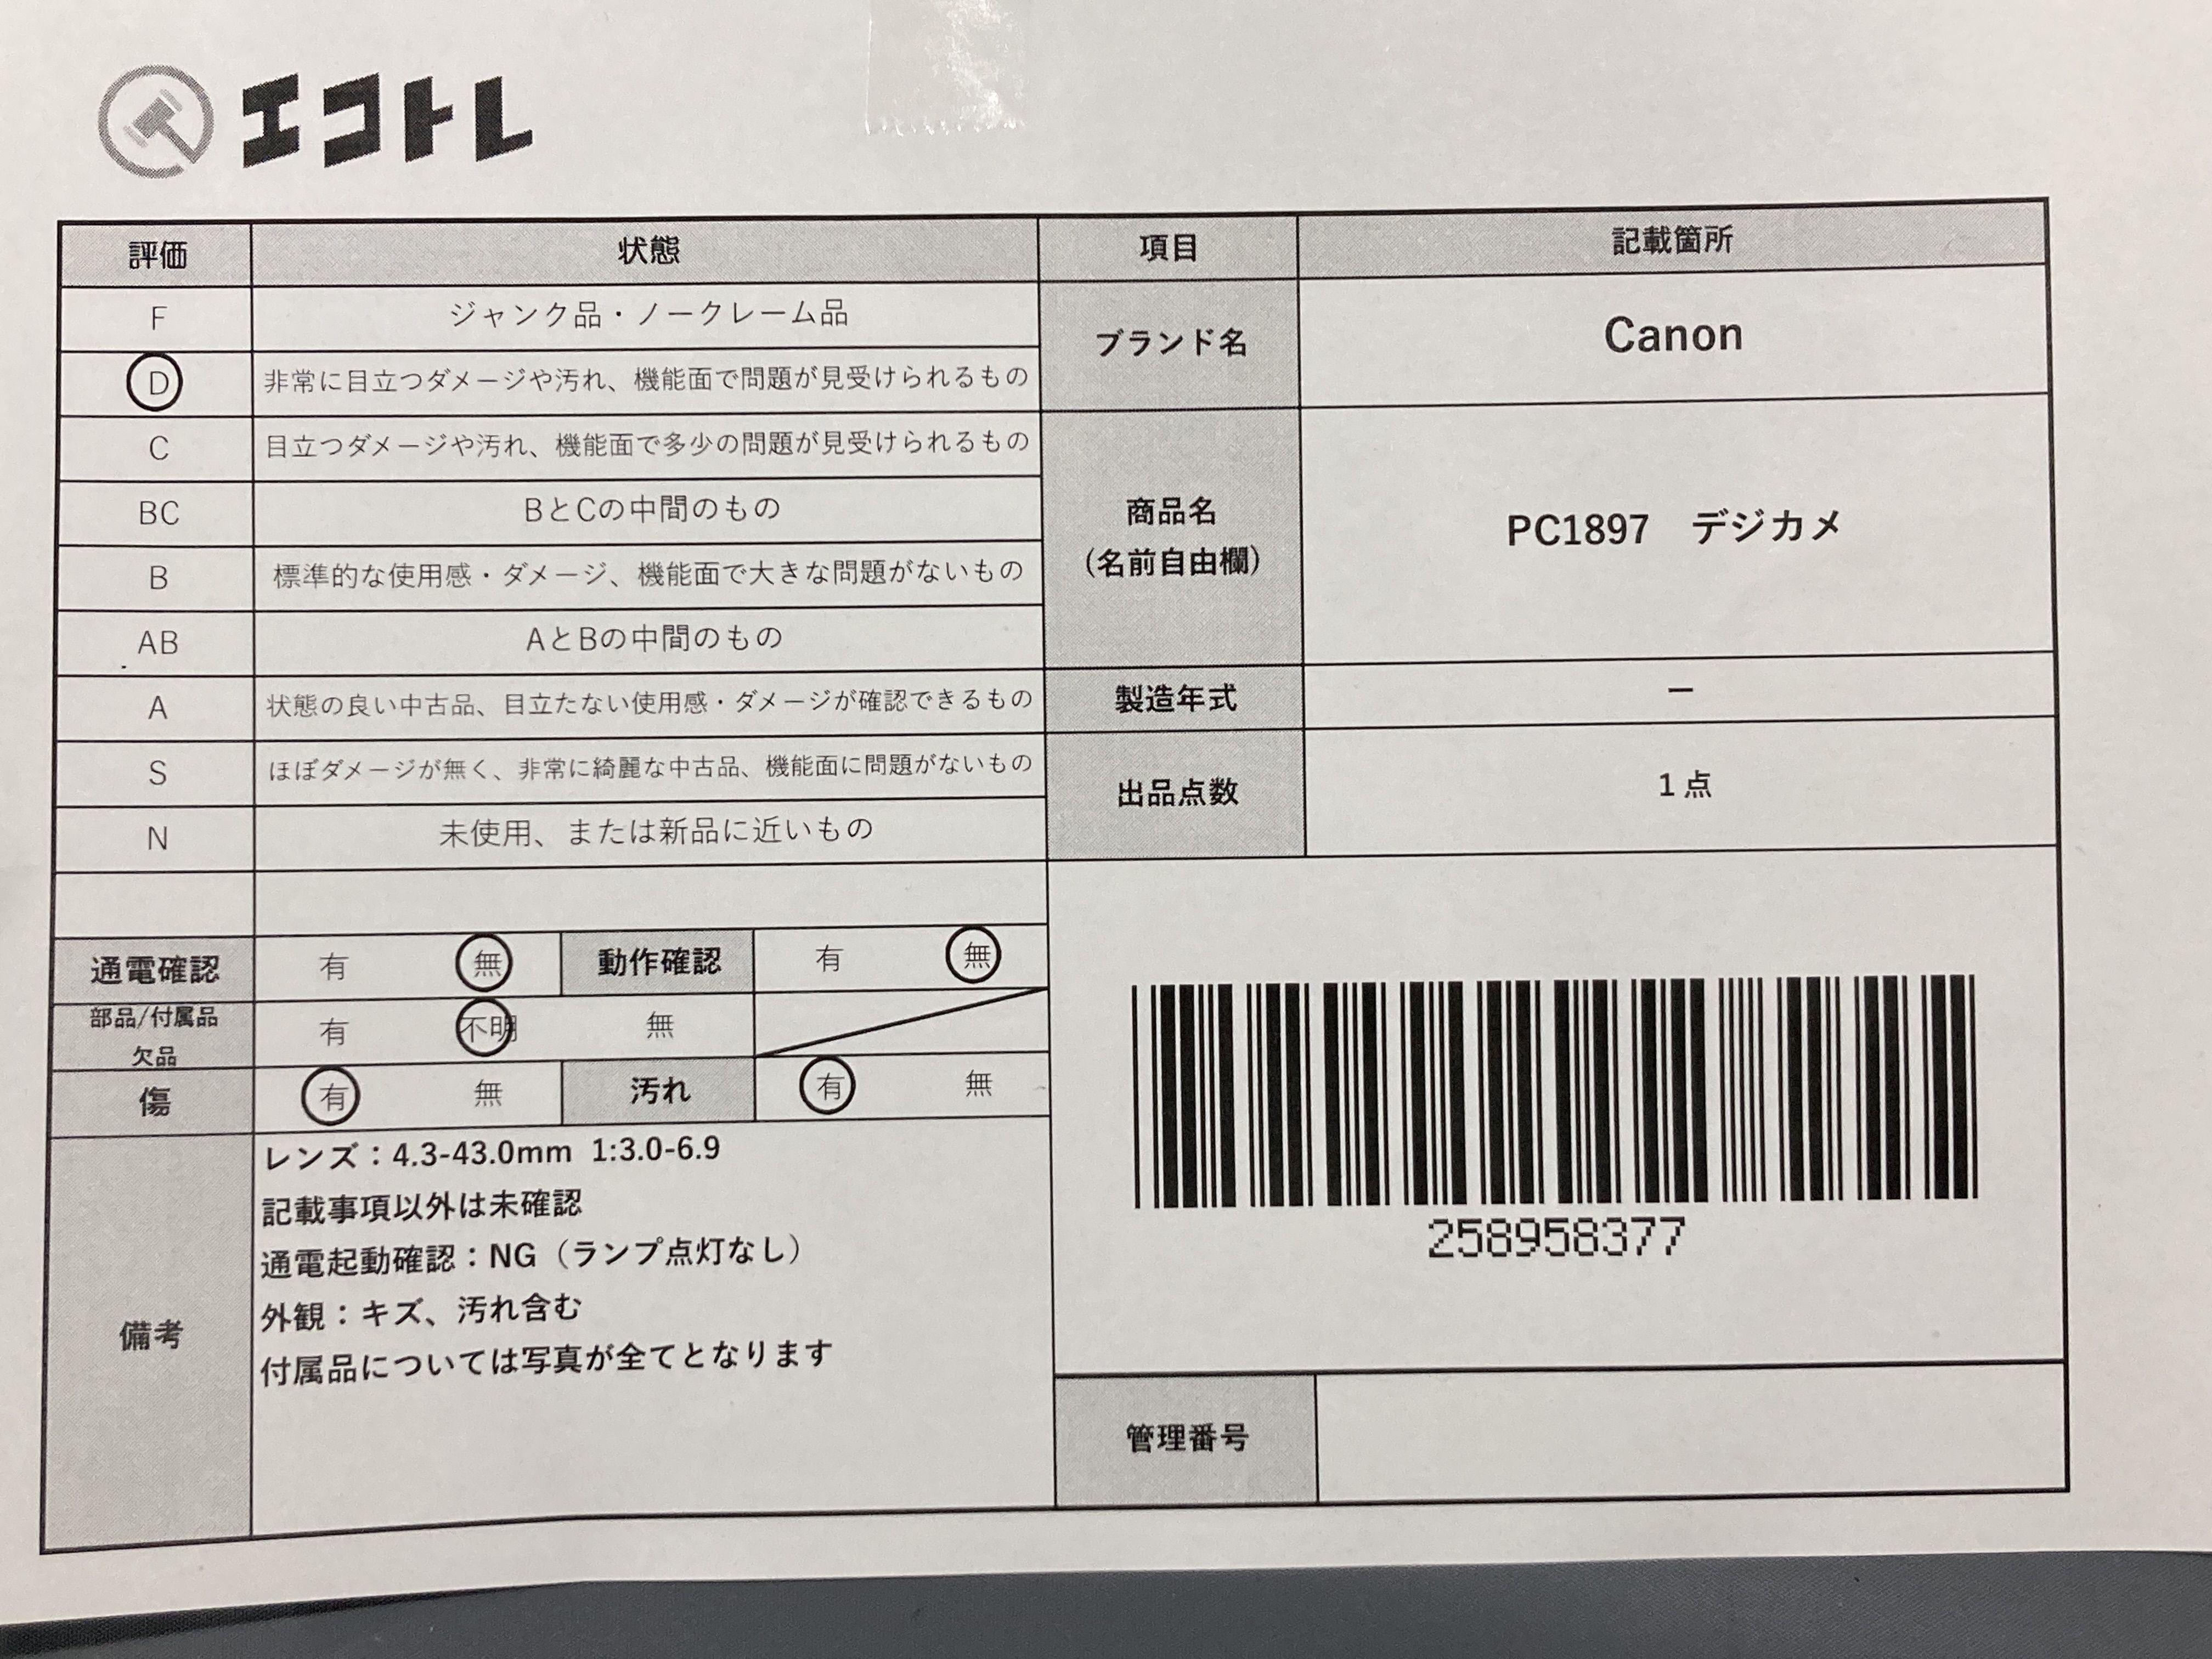 エコトレ
評価 状態 項目 記載箇所
F ジャンク品・ノークレーム品
ブランド名 Canon
D 非常に目立つダメージや汚れ、機能面で問題が見受けられるもの
C 目立つダメージや汚れ、機能面で多少の問題が見受けられるもの
BC BとCの中間のもの
商品名
(名前自由欄)
PC1897 デジカメ
B 標準的な使用感・ダメージ、機能面で大きな問題がないもの
AB AとBの中間のもの
A 状態の良い中古品、目立たない使用感・ダメージが確認できるもの
製造年式 ー
S ほぼダメージが無く、非常に綺麗な中古品、機能面に問題がないもの
出品点数 1点
N 未使用、または新品に近いもの
通電確認 有 無 動作確認 有 無
部品/付属品
欠品
有 不明 無
傷 有 無 汚れ 有 無
備考
レンズ：4.3-43.0mm 1:3.0-6.9
記載事項以外は未確認
通電起動確認：NG（ランプ点灯なし）
外観：キズ、汚れ含む
付属品については写真が全てとなります
258958377
管理番号